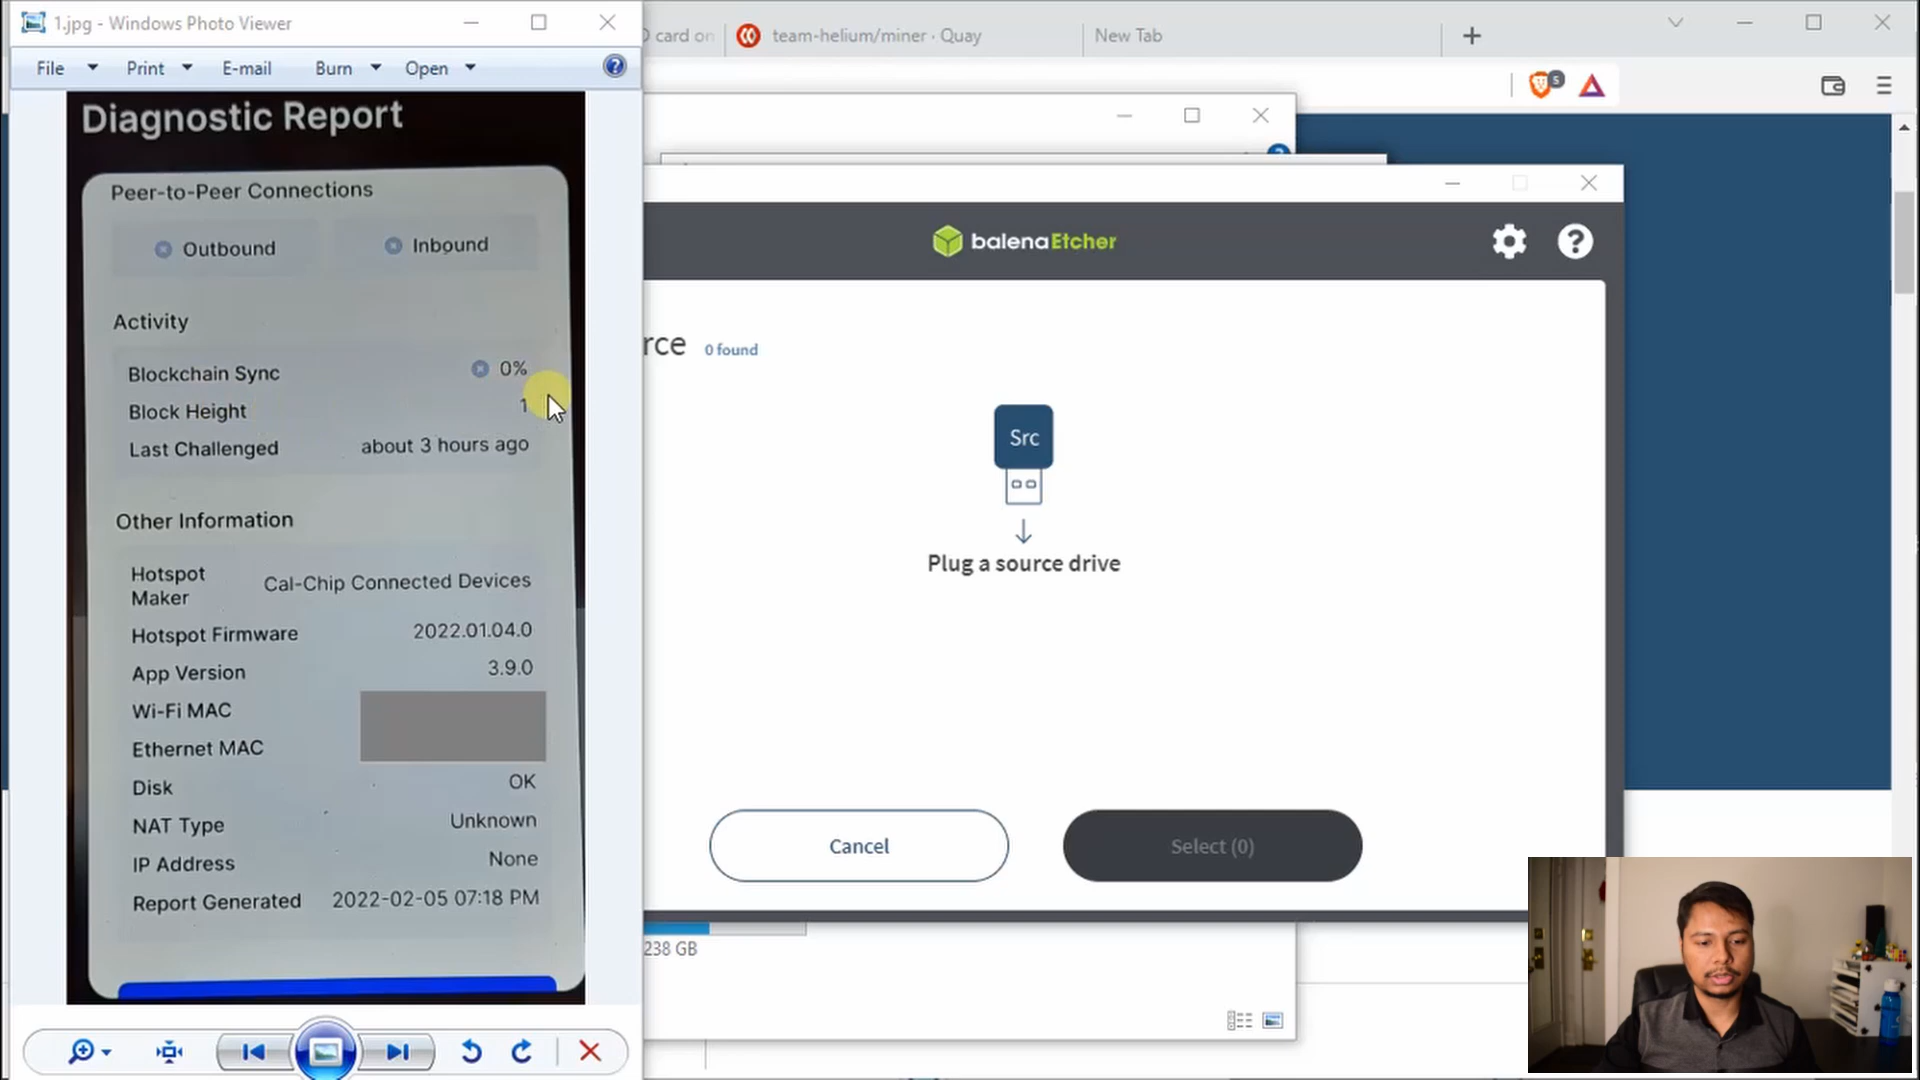 1.jpg - Windows Photo Viewer
File
Print
E-mail
Burn
Open
Diagnostic Report
Peer-to-Peer Connections
Outbound
Inbound
Activity
Blockchain Sync 0%
Block Height 1
Last Challenged about 3 hours ago
Other Information
Hotspot Maker Cal-Chip Connected Devices
Hotspot Firmware 2022.01.04.0
App Version 3.9.0
Wi-Fi MAC
Ethernet MAC
Disk OK
NAT Type Unknown
IP Address None
Report Generated 2022-02-05 07:18 PM
card on
team-helium/miner · Quay
New Tab
5
balenaEtcher
rce 0 found
Src
Plug a source drive
Cancel
Select (0)
238 GB